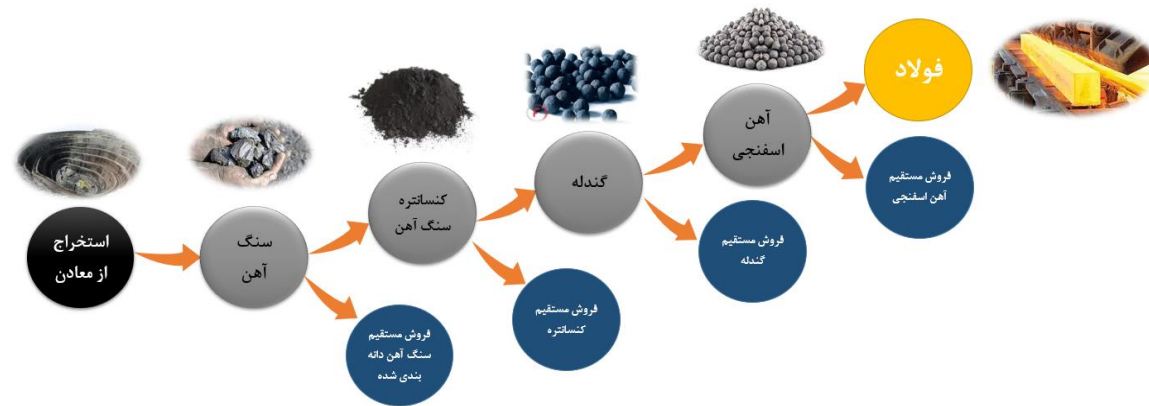 استخراج
از معادن
سنگ
آهن
فروش مستقیم
سنگ آهن دانه
بندی شده
کنسانتره
سنگ آهن
فروش مستقیم
کنسانتره
گندله
فروش مستقیم
گندله
آهن
اسفنجی
فروش مستقیم
آهن اسفنجی
فولاد